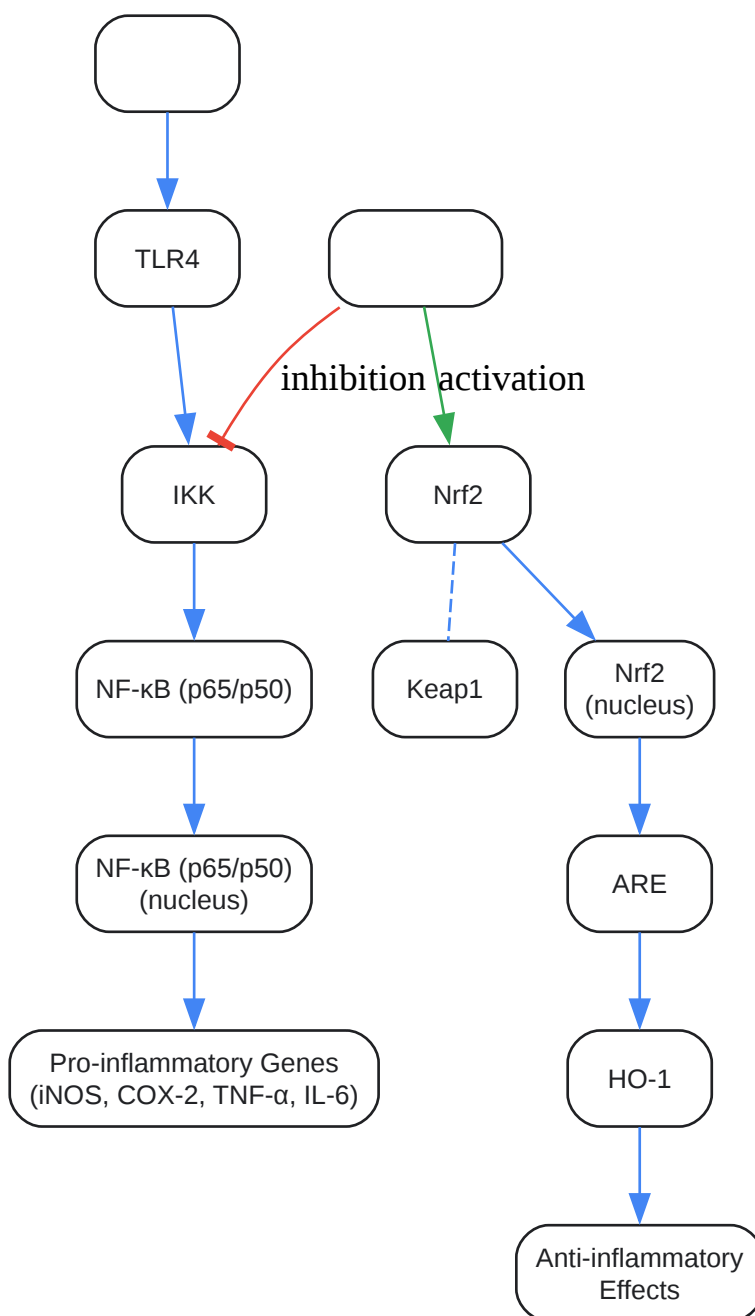 TLR4
inhibition activation
IKK
Nrf2
NF-κB (p65/p50)
Keap1
Nrf2
(nucleus)
NF-κB (p65/p50)
(nucleus)
ARE
Pro-inflammatory Genes
(iNOS, COX-2, TNF-α, IL-6)
HO-1
Anti-inflammatory
Effects